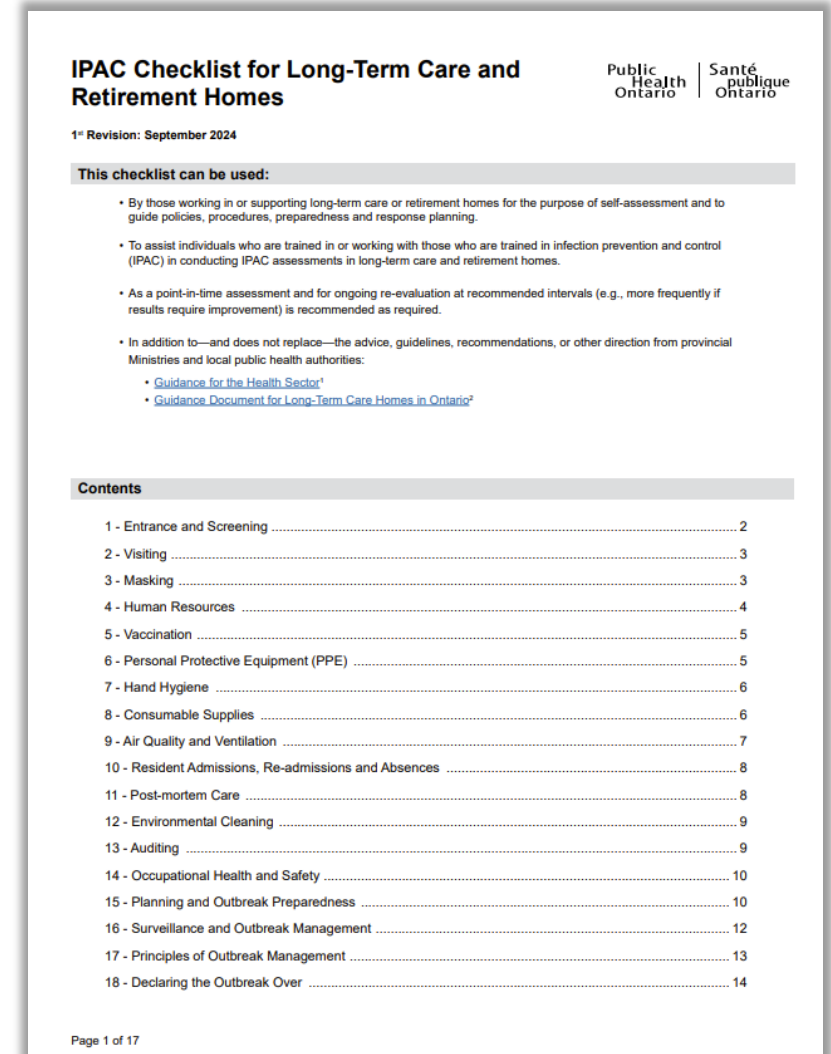 IPAC Checklist for Long-Term Care and
Retirement Homes
Public
Health
Ontario
Santé
publique
Ontario
1st Revision: September 2024
This checklist can be used:
• By those working in or supporting long-term care or retirement homes for the purpose of self-assessment and to
guide policies, procedures, preparedness and response planning.
• To assist individuals who are trained in or working with those who are trained in infection prevention and control
(IPAC) in conducting IPAC assessments in long-term care and retirement homes.
• As a point-in-time assessment and for ongoing re-evaluation at recommended intervals (e.g., more frequently if
results require improvement) is recommended as required.
• In addition to—and does not replace—the advice, guidelines, recommendations, or other direction from provincial
Ministries and local public health authorities:
• Guidance for the Health Sector¹
• Guidance Document for Long-Term Care Homes in Ontario²
Contents
1 - Entrance and Screening ........ 2
2 - Visiting ........ 3
3 - Masking ........ 3
4 - Human Resources ........ 4
5 - Vaccination ........ 5
6 - Personal Protective Equipment (PPE) ........ 5
7 - Hand Hygiene ........ 6
8 - Consumable Supplies ........ 6
9 - Air Quality and Ventilation ........ 7
10 - Resident Admissions, Re-admissions and Absences ........ 8
11 - Post-mortem Care ........ 8
12 - Environmental Cleaning ........ 9
13 - Auditing ........ 9
14 - Occupational Health and Safety ........ 10
15 - Planning and Outbreak Preparedness ........ 10
16 - Surveillance and Outbreak Management ........ 12
17 - Principles of Outbreak Management ........ 13
18 - Declaring the Outbreak Over ........ 14
Page 1 of 17